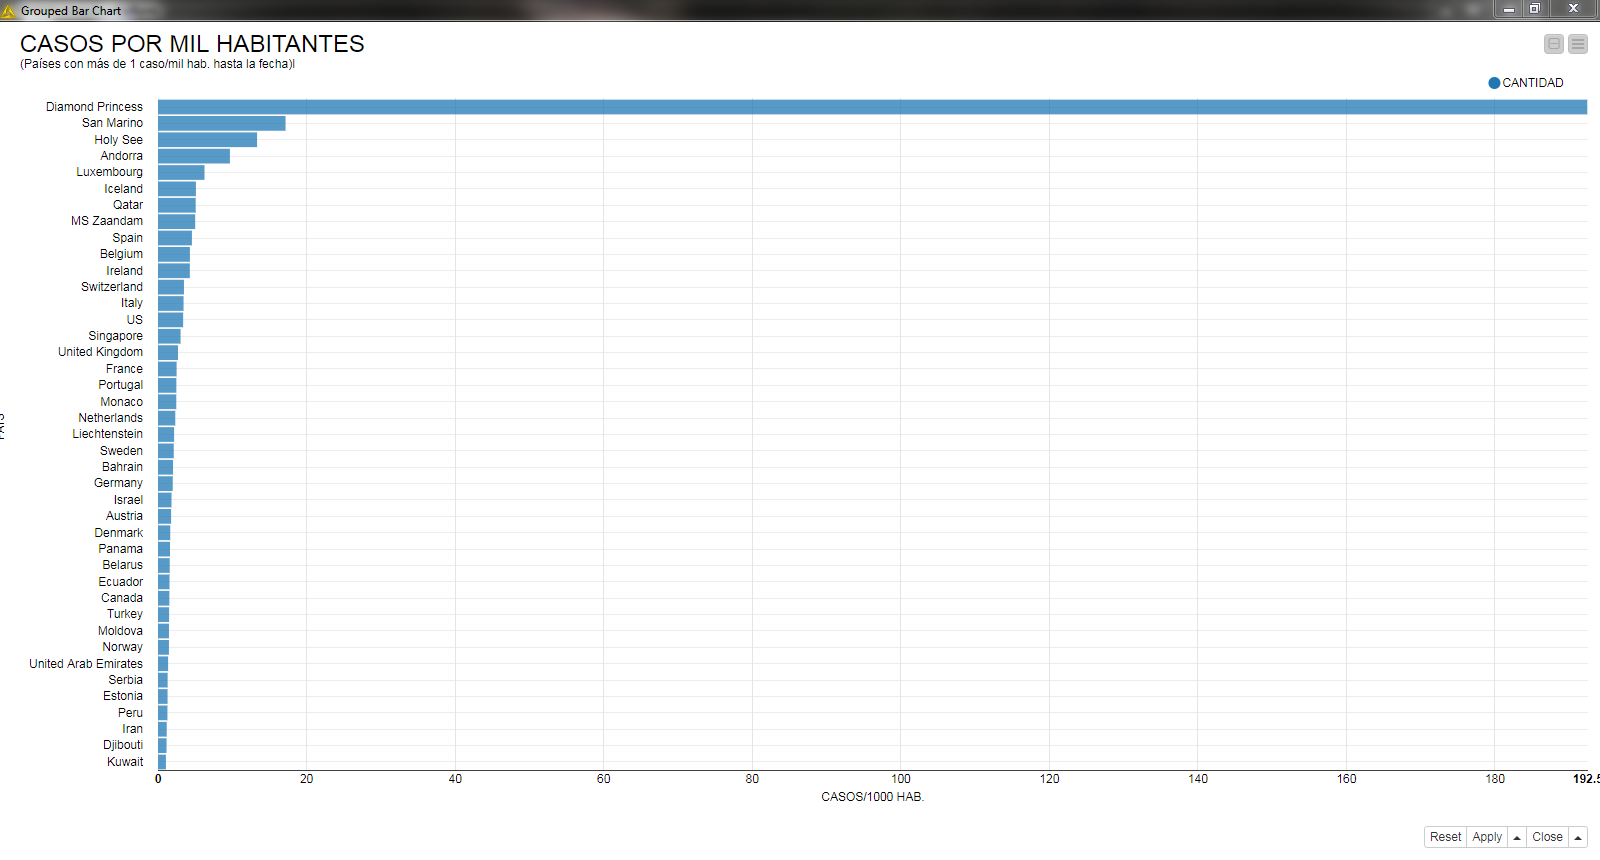 Grouped Bar Chart
CASOS POR MIL HABITANTES
(Países con más de 1 caso/mil hab. hasta la fecha)l
CANTIDAD
Diamond Princess
San Marino
Holy See
Andorra
Luxembourg
Iceland
Qatar
MS Zaandam
Spain
Belgium
Ireland
Switzerland
Italy
US
Singapore
United Kingdom
France
Portugal
Monaco
Netherlands
Liechtenstein
Sweden
Bahrain
Germany
Israel
Austria
Denmark
Panama
Belarus
Ecuador
Canada
Turkey
Moldova
Norway
United Arab Emirates
Serbia
Estonia
Peru
Iran
Djibouti
Kuwait
0 20 40 60 80 100 120 140 160 180 192.5
CASOS/1000 HAB.
Reset Apply Close